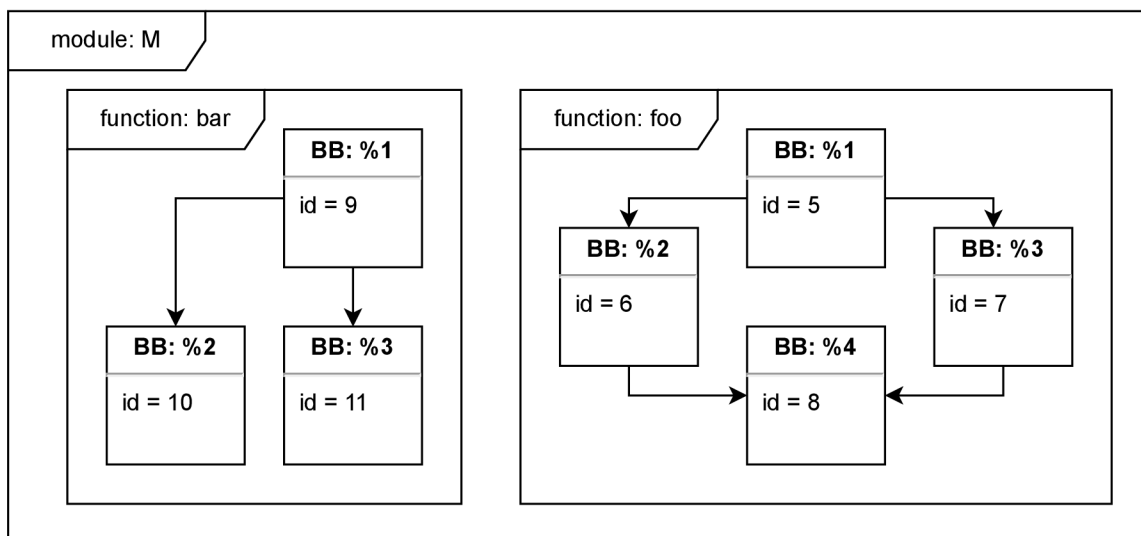 module: M
function: bar
BB: %1
id = 9
BB: %2
id = 10
BB: %3
id = 11
function: foo
BB: %1
id = 5
BB: %2
id = 6
BB: %3
id = 7
BB: %4
id = 8